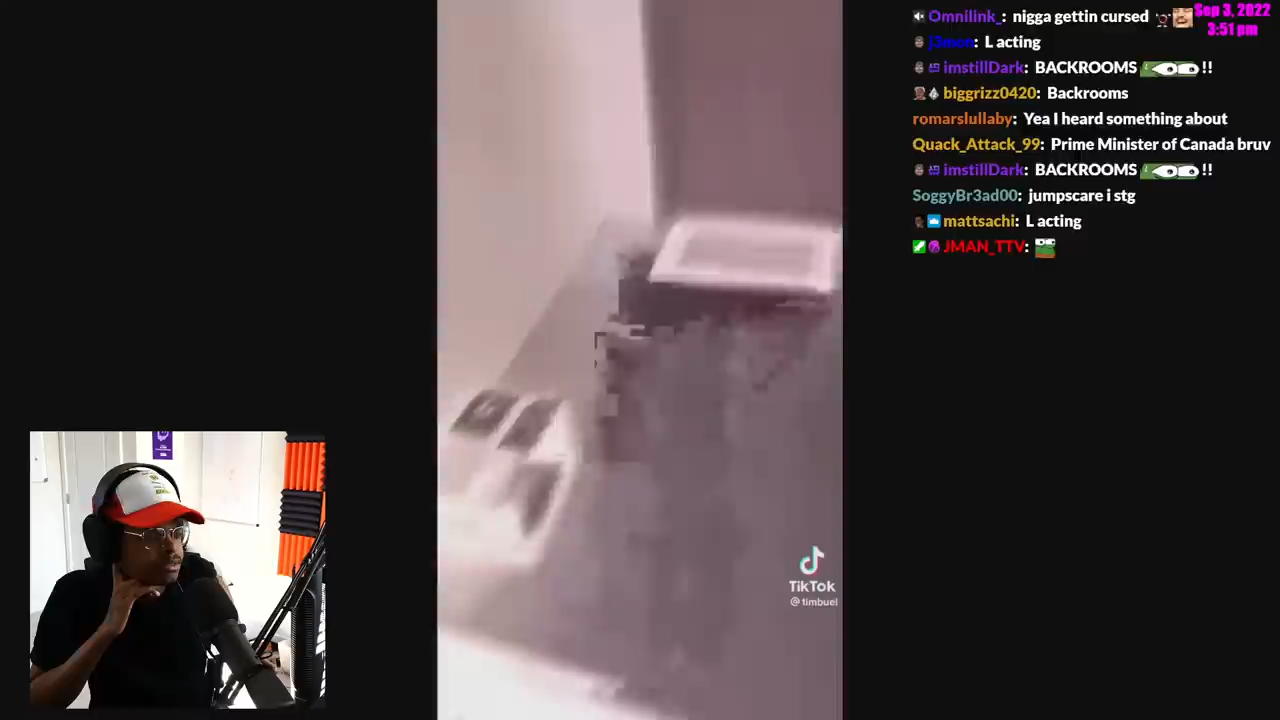 Omnilink_: nigga gettin cursed
Sep 3, 2022
3:51 pm
j3mon: L acting
imstillDark: BACKROOMS !!
biggrizz0420: Backrooms
romarslullaby: Yea I heard something about
Quack_Attack_99: Prime Minister of Canada bruv
imstillDark: BACKROOMS !!
SoggyBr3ad00: jumpscare i stg
mattsachi: L acting
JMAN_TTV:
TikTok
@timbuel